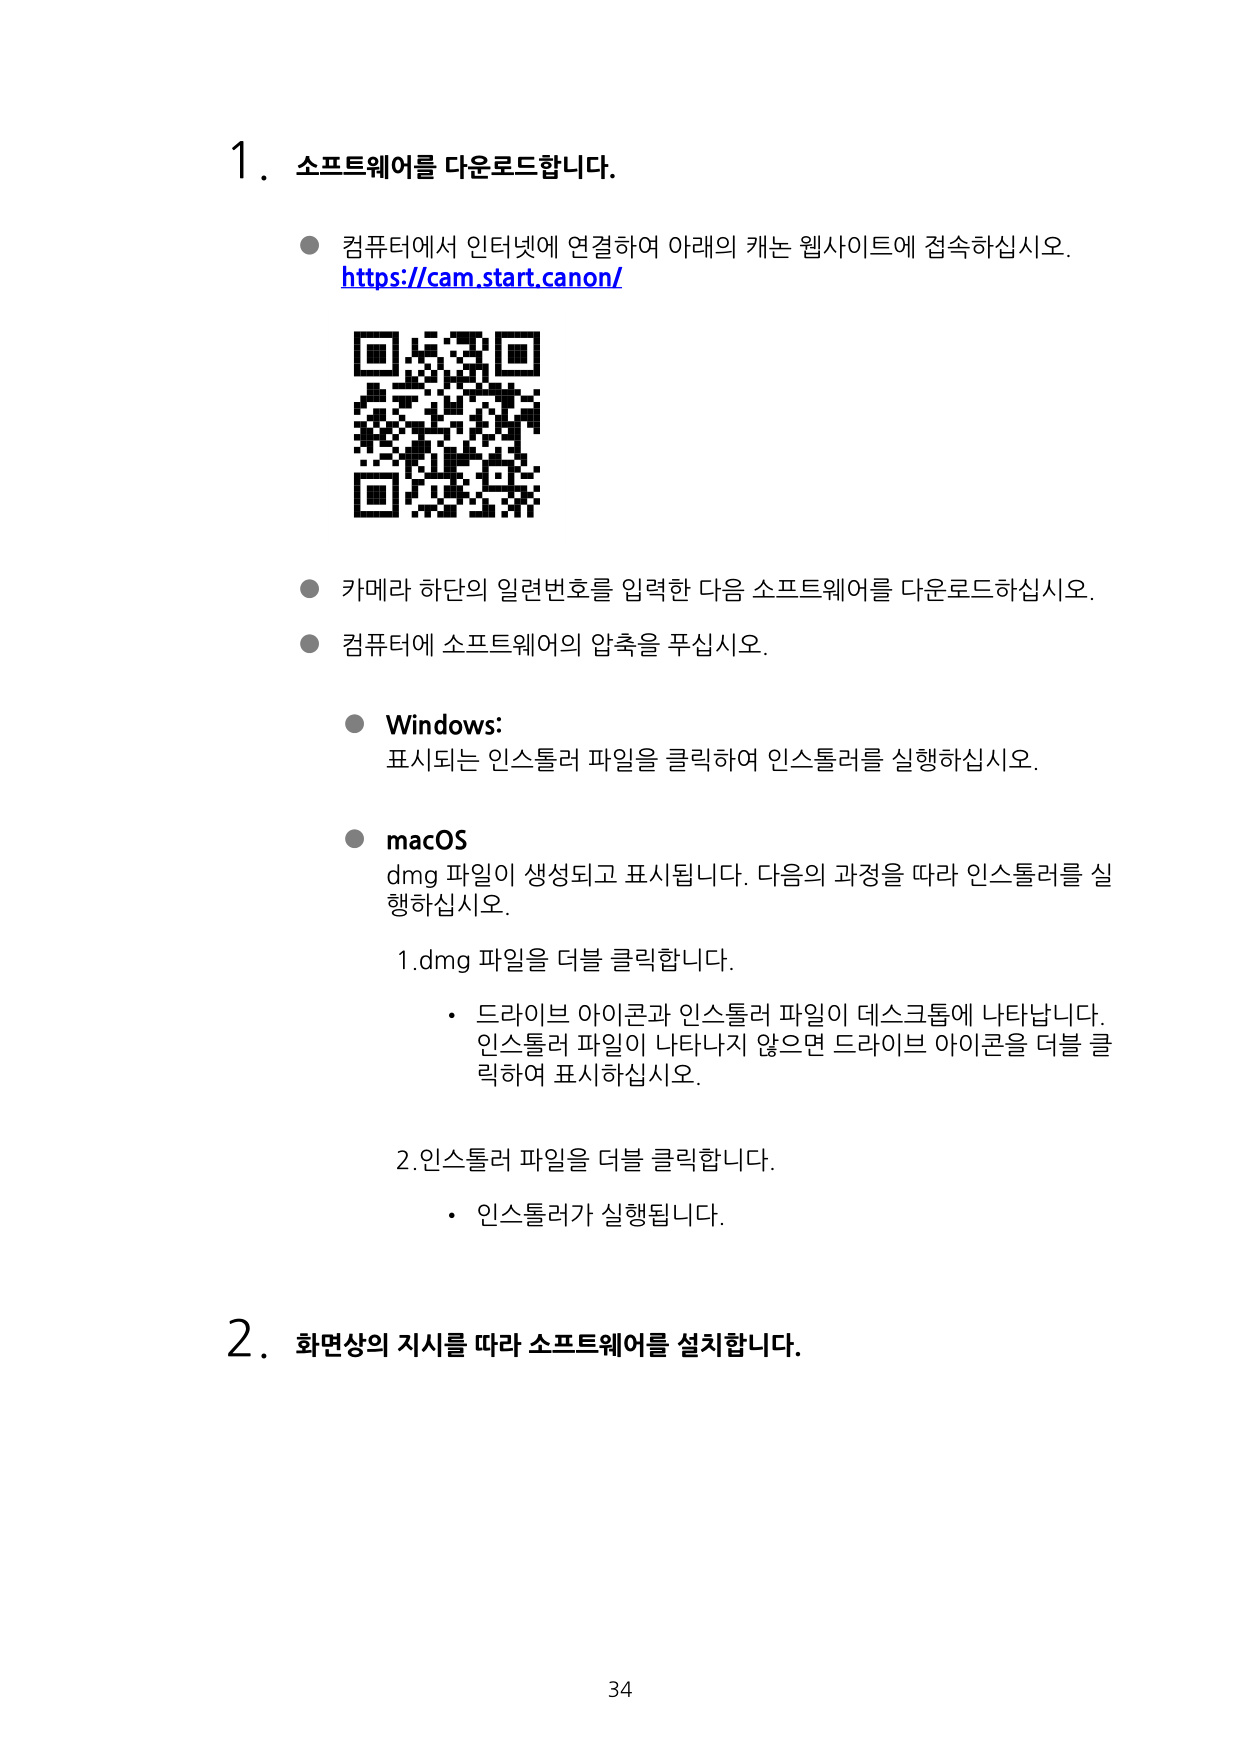 1. 소프트웨어를 다운로드합니다.
● 컴퓨터에서 인터넷에 연결하여 아래의 캐논 웹사이트에 접속하십시오.
https://cam.start.canon/
● 카메라 하단의 일련번호를 입력한 다음 소프트웨어를 다운로드하십시오.
● 컴퓨터에 소프트웨어의 압축을 푸십시오.
● Windows:
표시되는 인스톨러 파일을 클릭하여 인스톨러를 실행하십시오.
● macOS
dmg 파일이 생성되고 표시됩니다. 다음의 과정을 따라 인스톨러를 실
행하십시오.
1.dmg 파일을 더블 클릭합니다.
• 드라이브 아이콘과 인스톨러 파일이 데스크톱에 나타납니다.
인스톨러 파일이 나타나지 않으면 드라이브 아이콘을 더블 클
릭하여 표시하십시오.
2.인스톨러 파일을 더블 클릭합니다.
• 인스톨러가 실행됩니다.
2. 화면상의 지시를 따라 소프트웨어를 설치합니다.
34